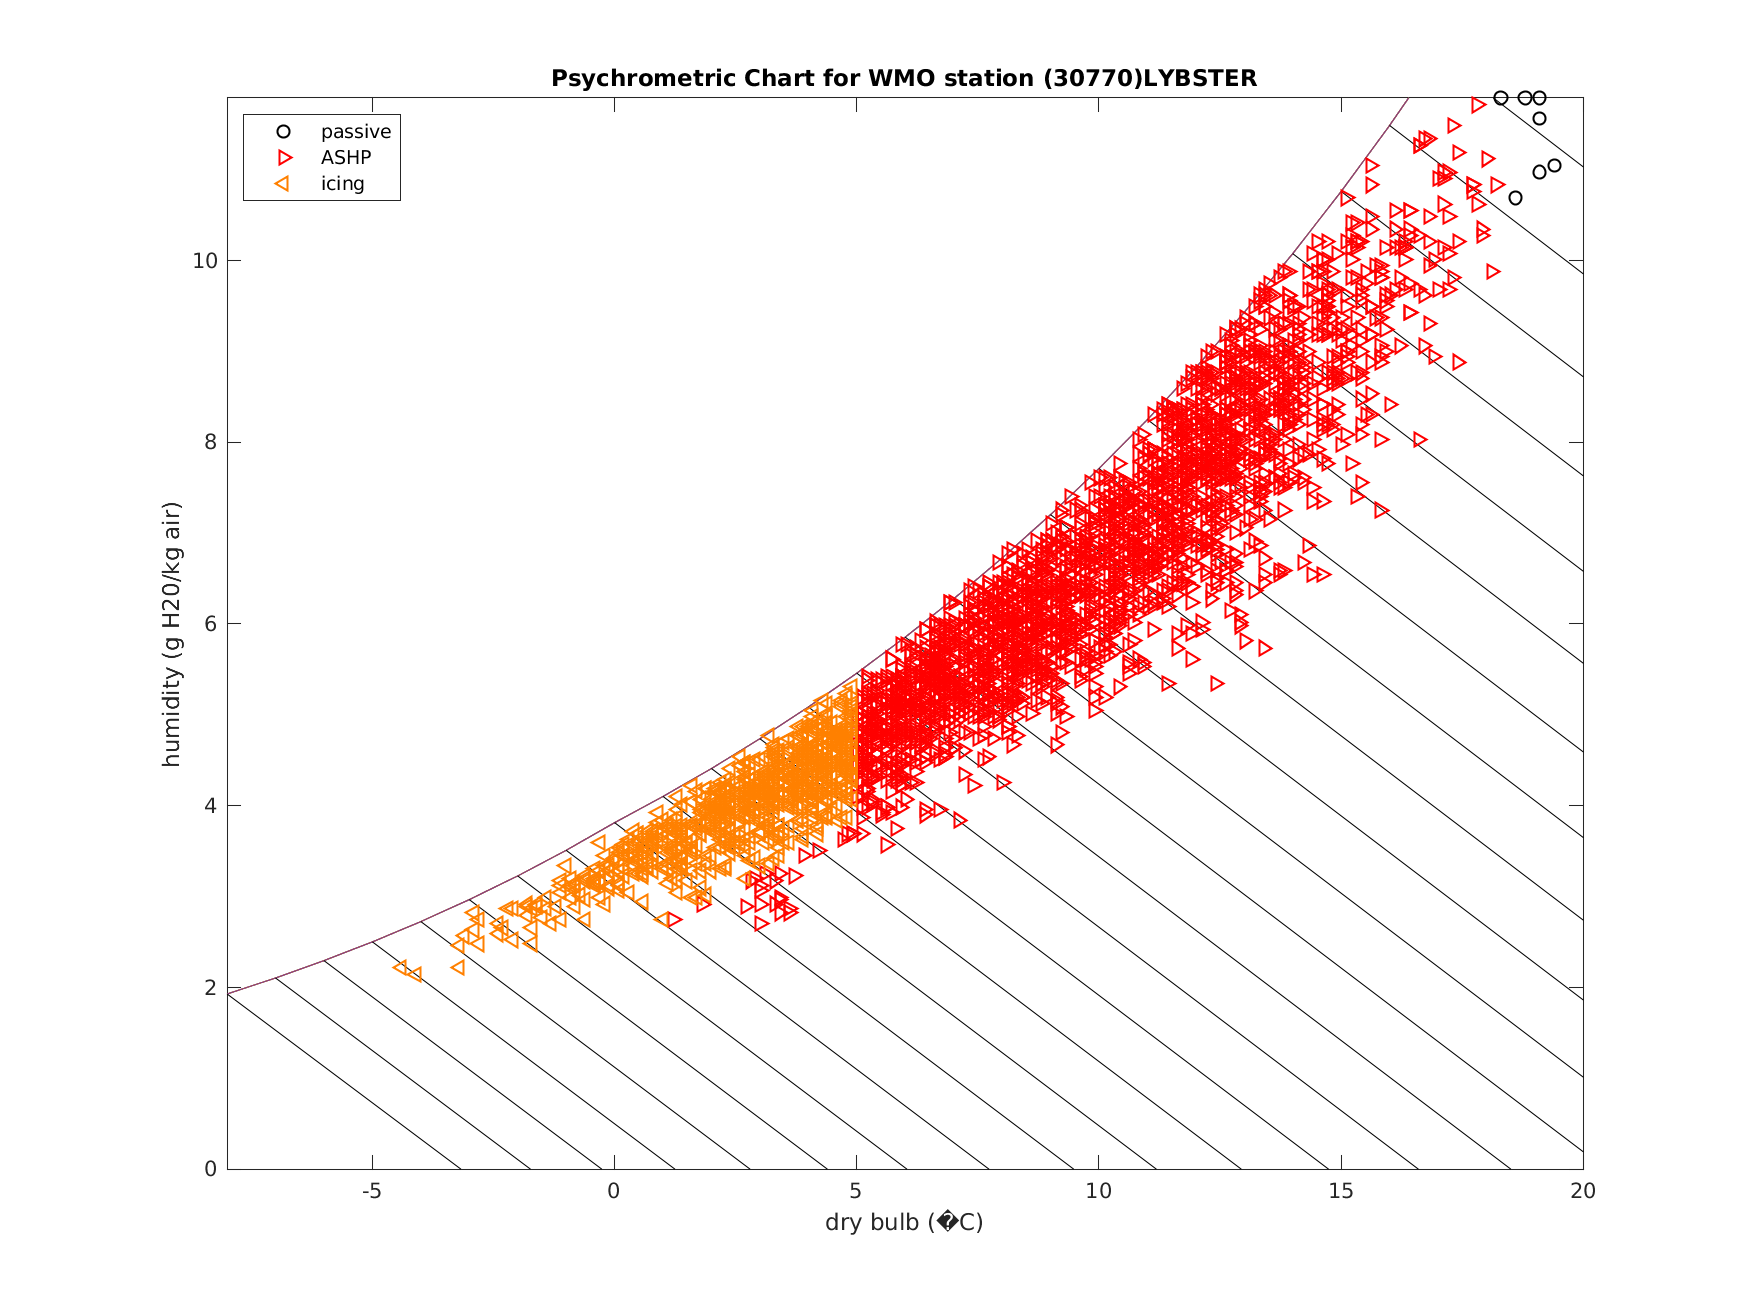 Psychrometric Chart for WMO station (30770)LYBSTER
passive
ASHP
icing
humidity (g H20/kg air)
10
8
6
4
2
0
-5
0
5
10
15
20
dry bulb (�C)